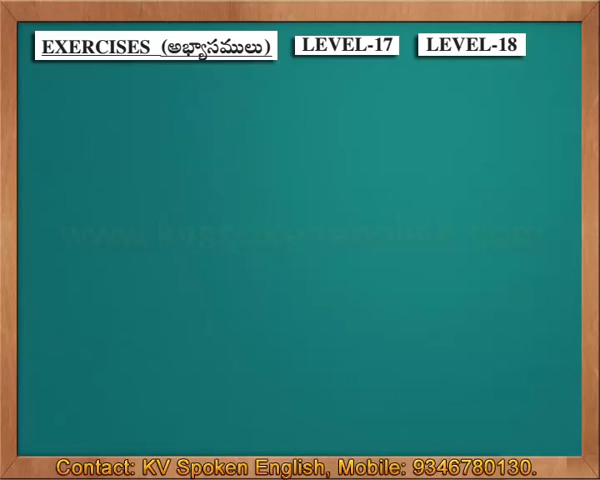 EXERCISES (అభ్యాసములు) LEVEL-17 LEVEL-18
Contact: KV Spoken English, Mobile: 9346780130.